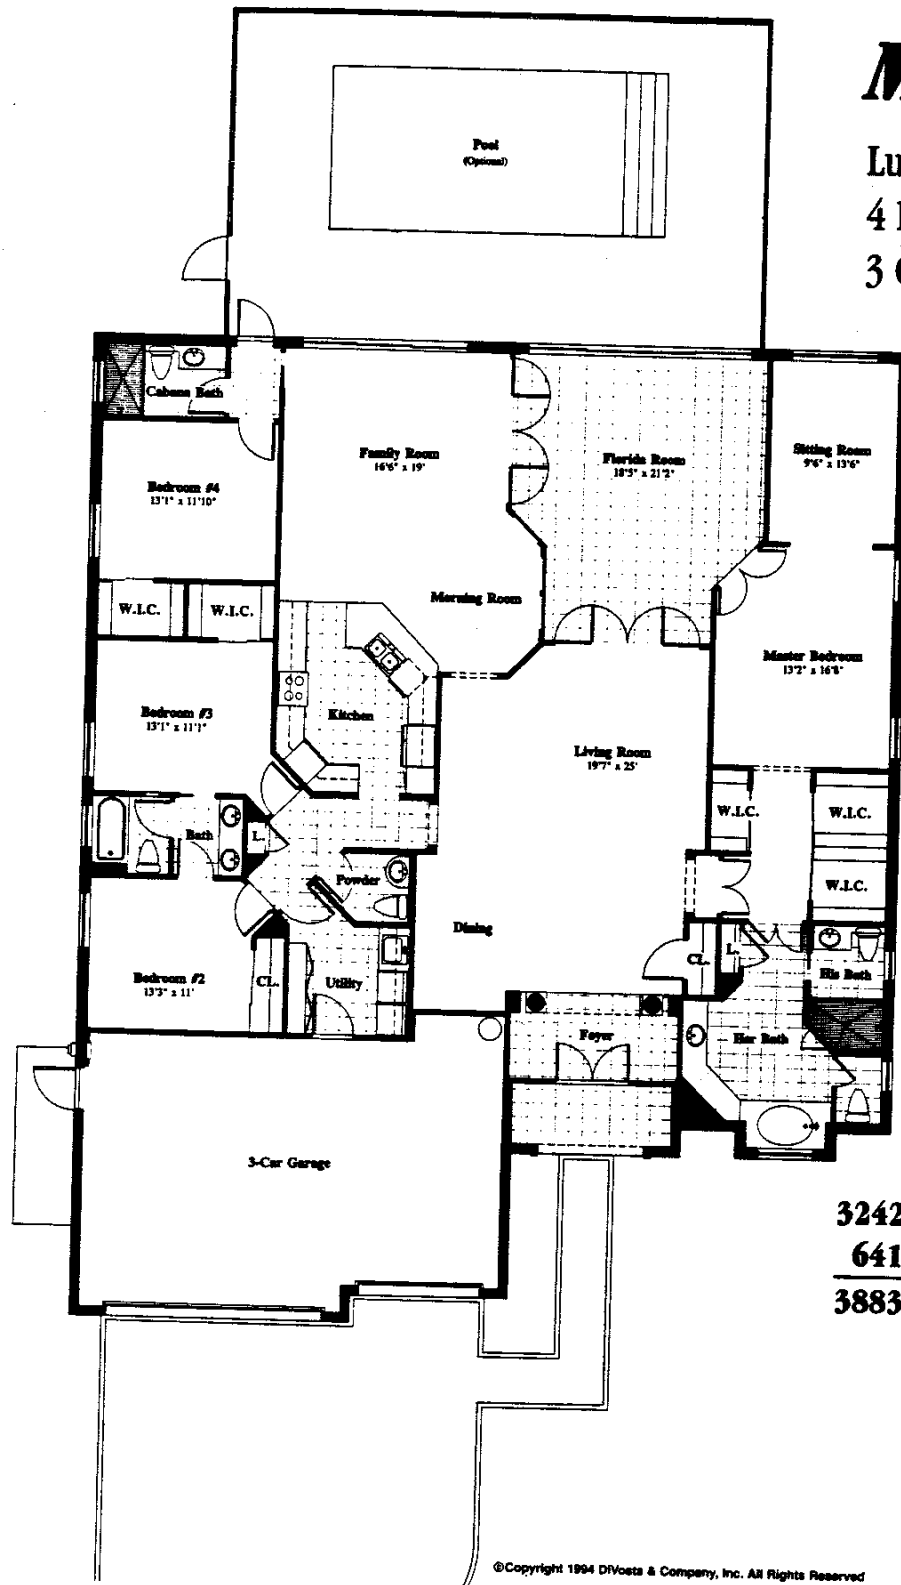 Pool
(Optional)
Lu
4
3
Cabana Bath
Family Room
16'6" x 19'
Florida Room
18'5" x 21'2"
Sitting Room
9'6" x 13'6"
Bedroom #4
13'1" x 11'10"
W.I.C.
W.I.C.
Morning Room
Master Bedroom
13'2" x 16'8"
Bedroom #3
13'1" x 11'1"
Kitchen
Living Room
19'7" x 25'
W.I.C.
W.I.C.
Bath
L.
Powder
W.I.C.
Dining
Bedroom #2
13'3" x 11'
CL.
Utility
CL.
L.
His Bath
Foyer
Her Bath
3-Car Garage
3242
641
3883
©Copyright 1994 DiVosta & Company, Inc. All Rights Reserved